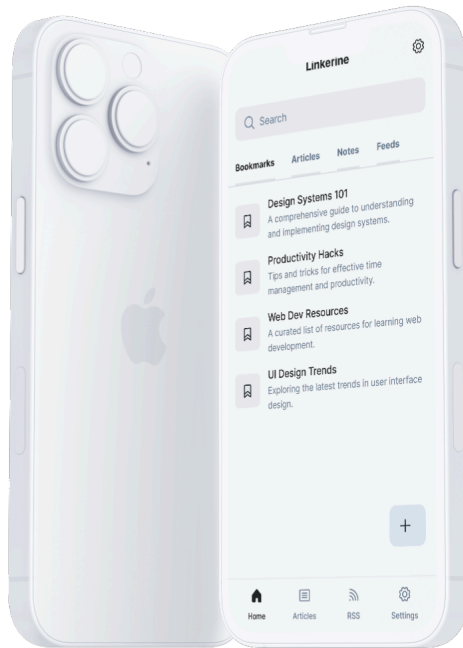 Linkerine
Search
Bookmarks Articles Notes Feeds
Design Systems 101
A comprehensive guide to understanding
and implementing design systems.
Productivity Hacks
Tips and tricks for effective time
management and productivity.
Web Dev Resources
A curated list of resources for learning web
development.
UI Design Trends
Exploring the latest trends in user interface
design.
Home Articles RSS Settings